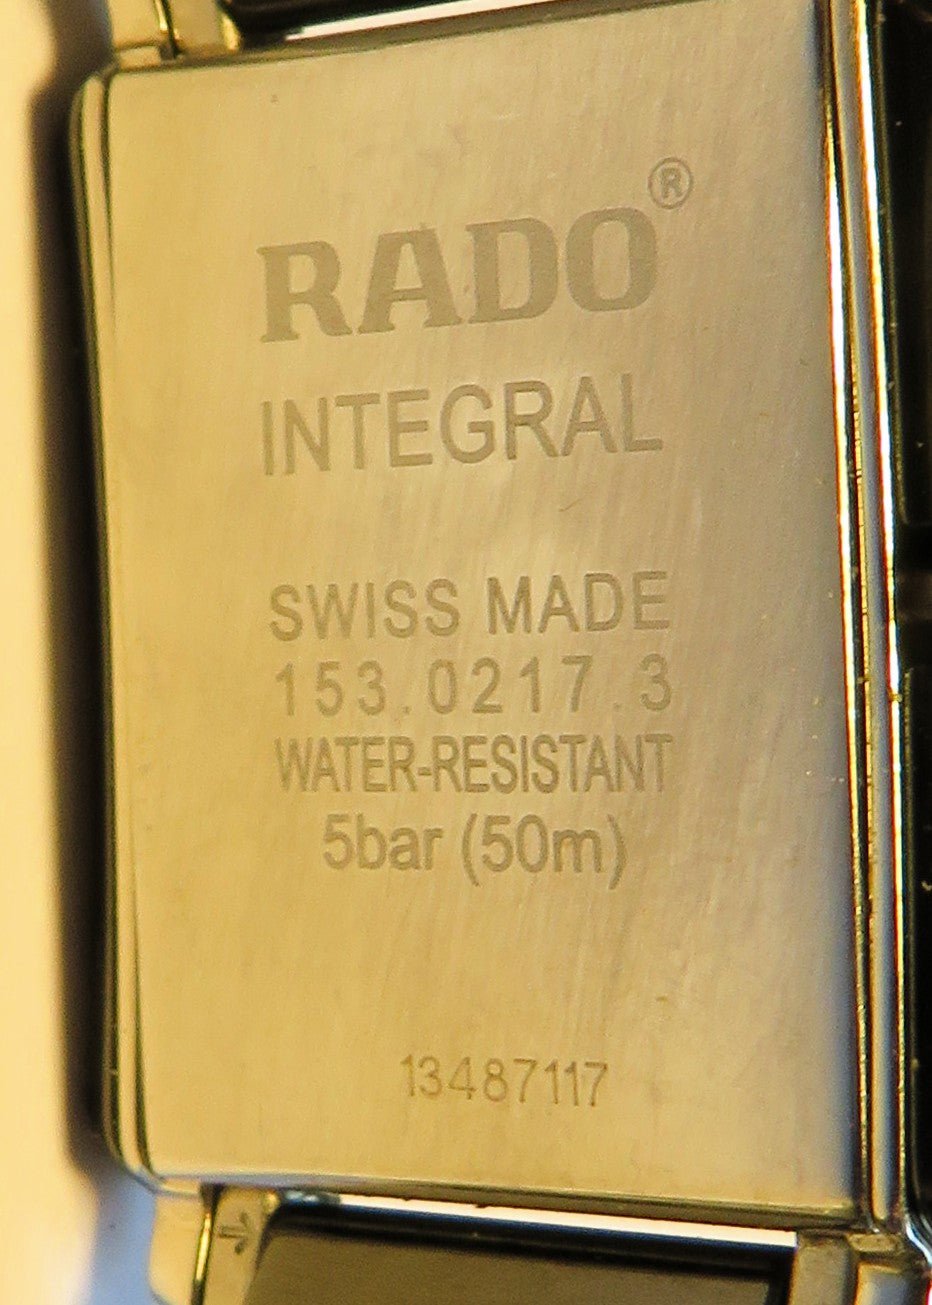 RADO®
INTEGRAL
SWISS MADE
153.0217.3
WATER-RESISTANT
5bar (50m)
13487117